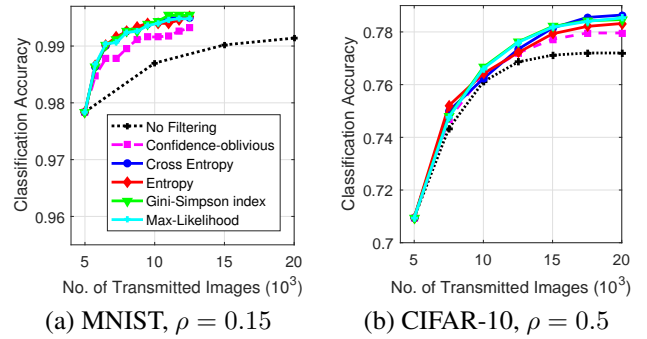 Classification Accuracy
0.99
0.98
0.97
0.96
No Filtering
Confidence-oblivious
Cross Entropy
Entropy
Gini-Simpson index
Max-Likelihood
5 10 15 20
No. of Transmitted Images (10³)
(a) MNIST, ρ = 0.15
Classification Accuracy
0.78
0.76
0.74
0.72
0.7
5 10 15 20
No. of Transmitted Images (10³)
(b) CIFAR-10, ρ = 0.5